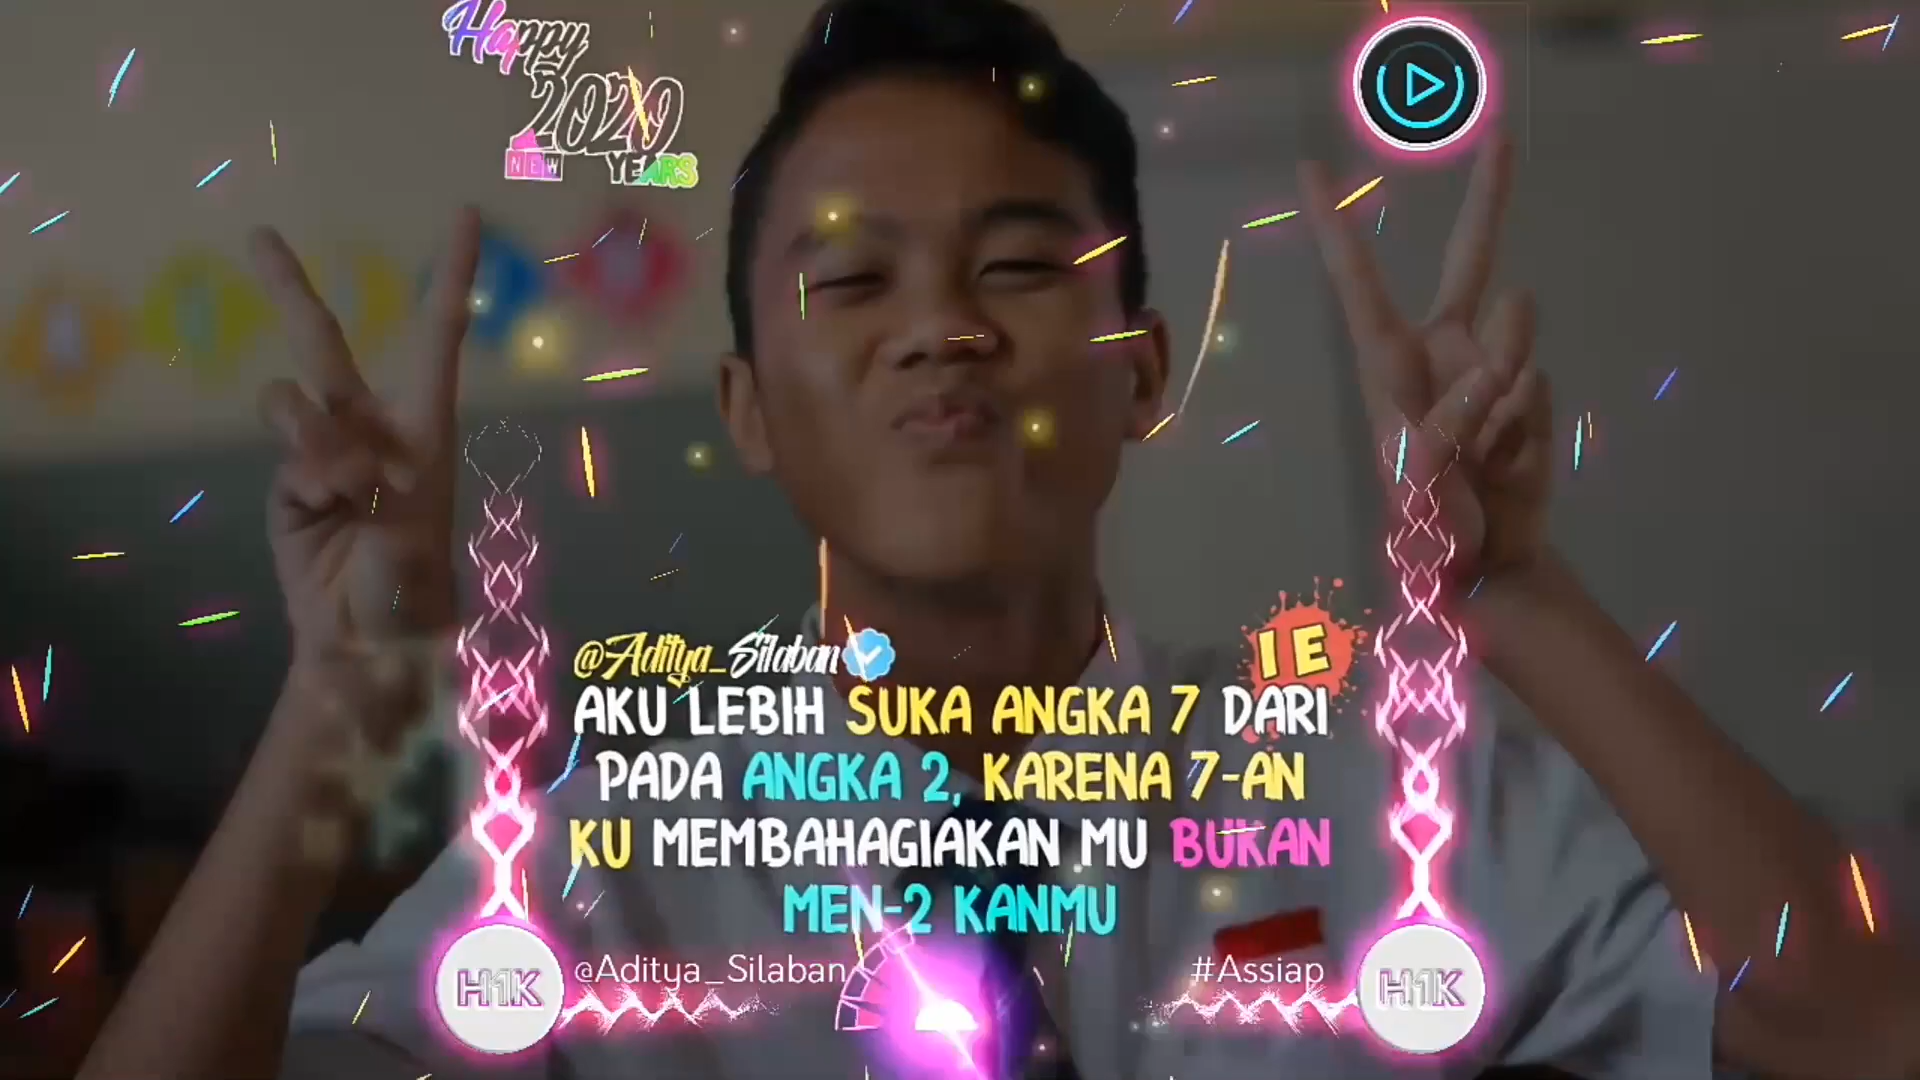 Happy
2020
NEW YEARS
@Aditya_Silaban
I E
AKU LEBIH SUKA ANGKA 7 DARI
PADA ANGKA 2, KARENA 7-AN
KU MEMBAHAGIAKAN MU BUKAN
MEN-2 KANMU
@Aditya_Silaban
#Assiap
H1K
H1K